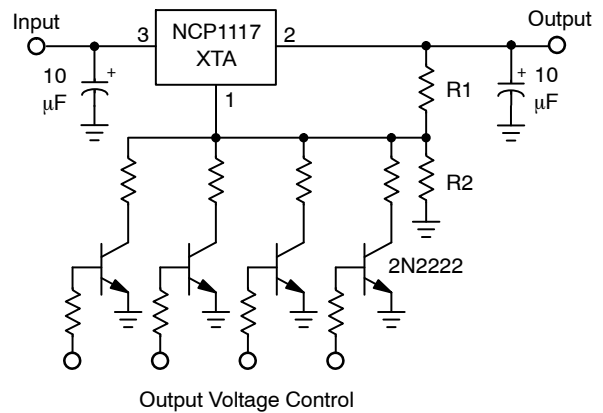 Input
Output
3
NCP1117
XTA
2
10
μF
+
1
R1
+ 10
μF
R2
2N2222
Output Voltage Control